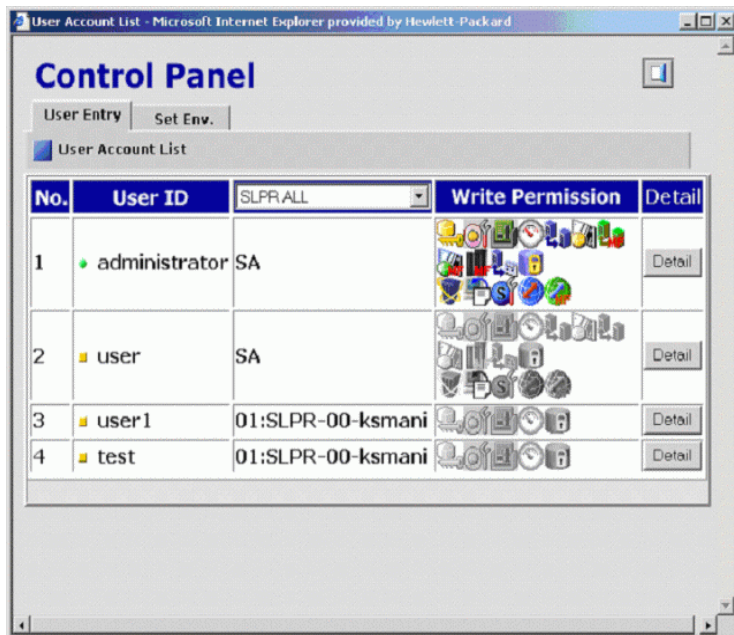 User Account List - Microsoft Internet Explorer provided by Hewlett-Packard
Control Panel
User Entry Set Env.
User Account List
No. User ID SLPR ALL Write Permission Detail
1 administrator SA Detail
2 user SA Detail
3 user1 01:SLPR-00-ksmani Detail
4 test 01:SLPR-00-ksmani Detail